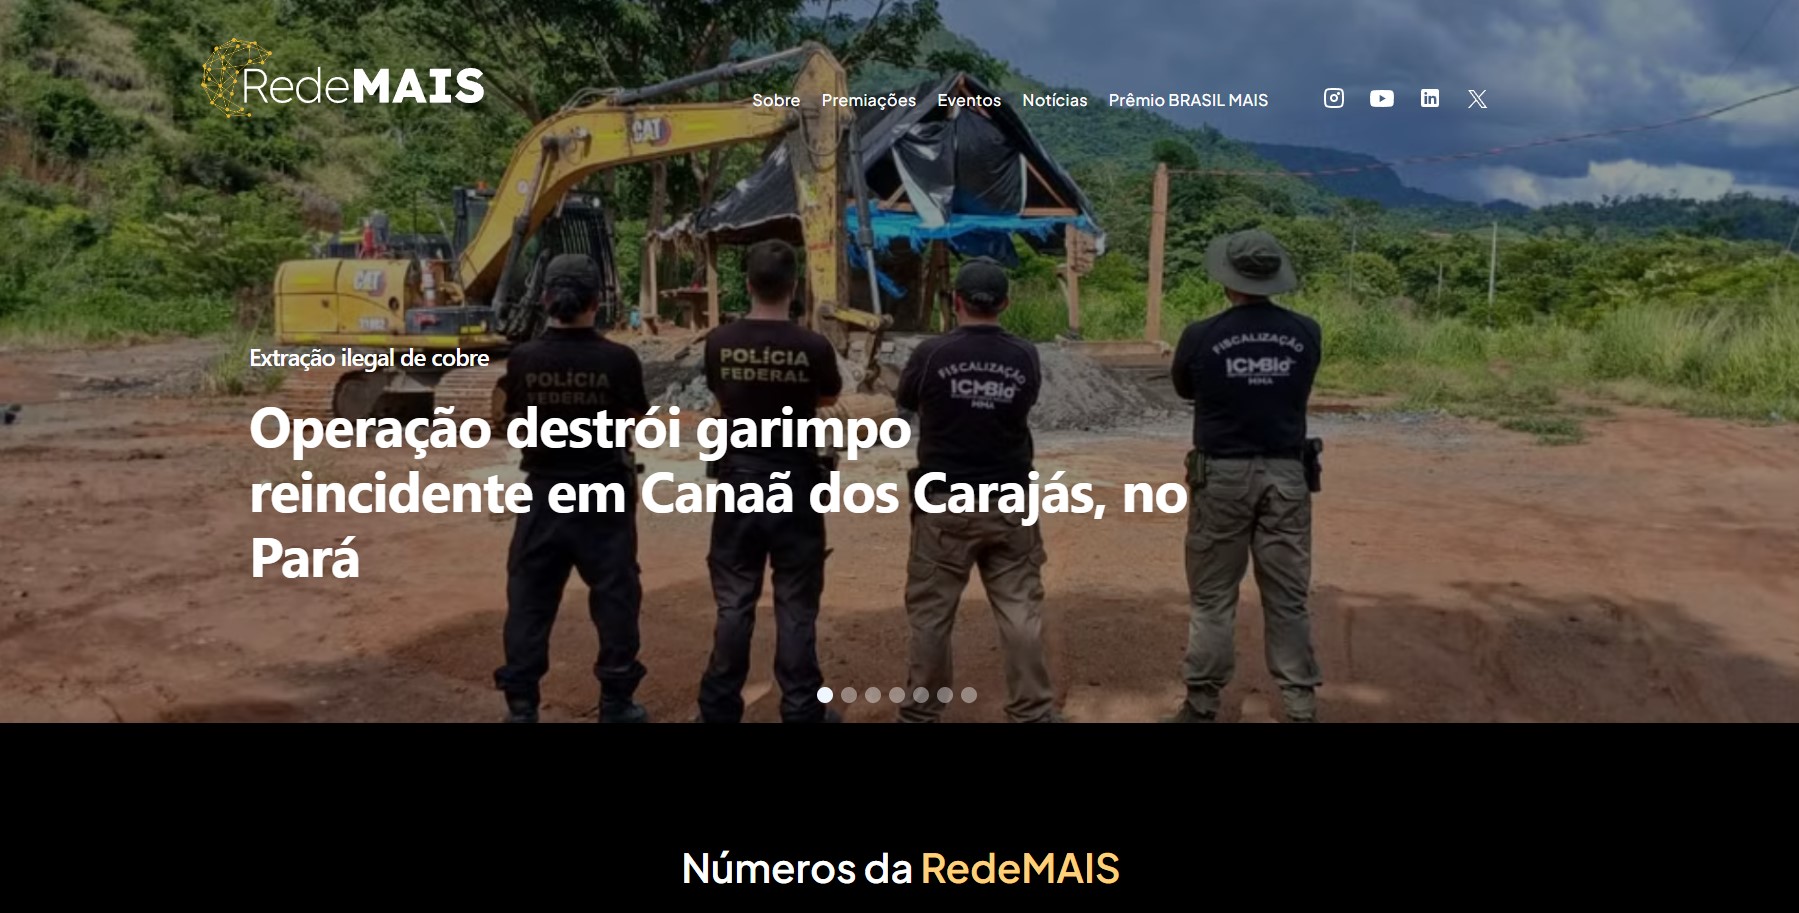 RedeMAIS
Sobre Premiações Eventos Notícias Prêmio BRASIL MAIS
CAT
CAT
Extração ilegal de cobre
POLÍCIA
FEDERAL
POLÍCIA
FEDERAL
FISCALIZAÇÃO
ICMBio
MMA
FISCALIZAÇÃO
ICMBio
MMA
Operação destrói garimpo
reincidente em Canaã dos Carajás, no
Pará
Números da RedeMAIS